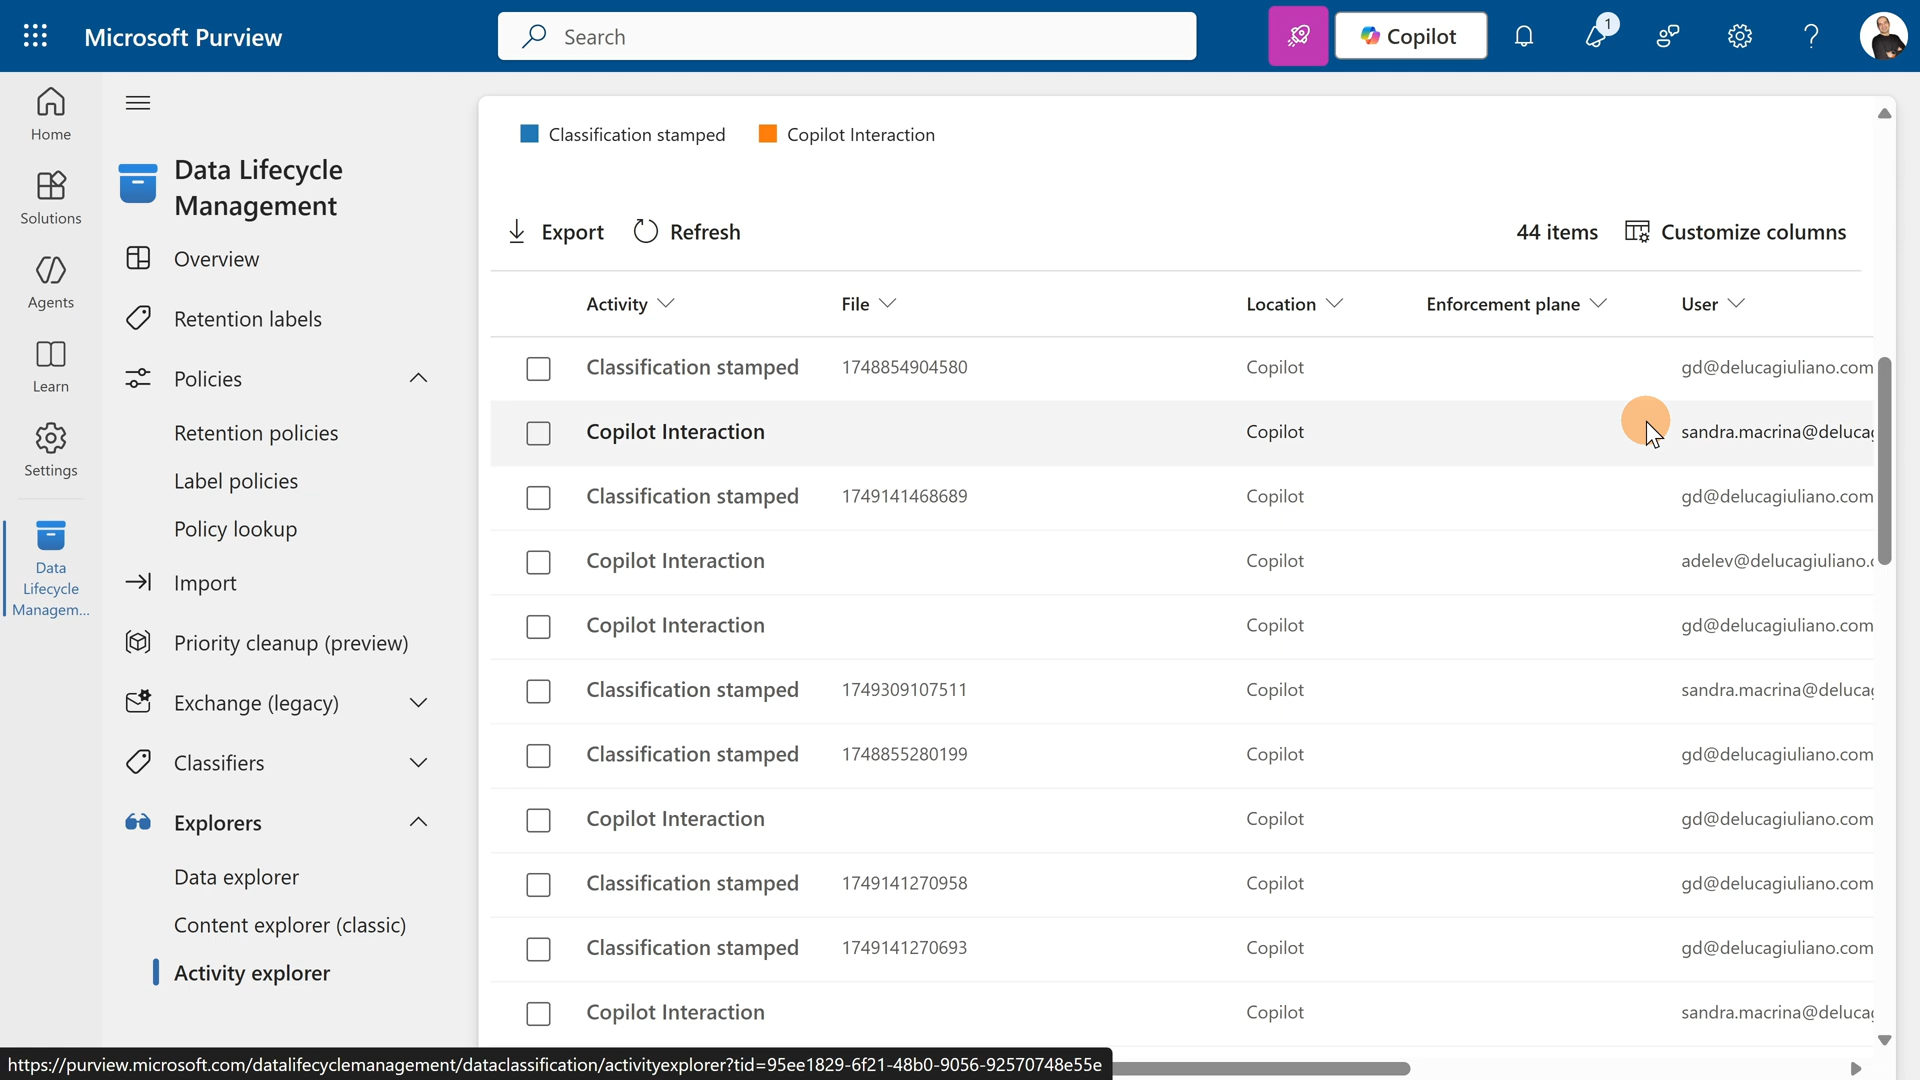 Microsoft Purview
Search
Copilot
1
Home
Solutions
Agents
Learn
Settings
Data
Lifecycle
Managem...
Data Lifecycle
Management
Overview
Retention labels
Policies
Retention policies
Label policies
Policy lookup
Import
Priority cleanup (preview)
Exchange (legacy)
Classifiers
Explorers
Data explorer
Content explorer (classic)
Activity explorer
Classification stamped Copilot Interaction
Export Refresh 44 items Customize columns
Activity File Location Enforcement plane User
Classification stamped 1748854904580 Copilot gd@delucagiuliano.com
Copilot Interaction Copilot sandra.macrina@deluca
Classification stamped 1749141468689 Copilot gd@delucagiuliano.com
Copilot Interaction Copilot adelev@delucagiuliano.
Copilot Interaction Copilot gd@delucagiuliano.com
Classification stamped 1749309107511 Copilot sandra.macrina@deluca
Classification stamped 1748855280199 Copilot gd@delucagiuliano.com
Copilot Interaction Copilot gd@delucagiuliano.com
Classification stamped 1749141270958 Copilot gd@delucagiuliano.com
Classification stamped 1749141270693 Copilot gd@delucagiuliano.com
Copilot Interaction Copilot sandra.macrina@deluca
https://purview.microsoft.com/datalifecyclemanagement/dataclassification/activityexplorer?tid=95ee1829-6f21-48b0-9056-92570748e55e